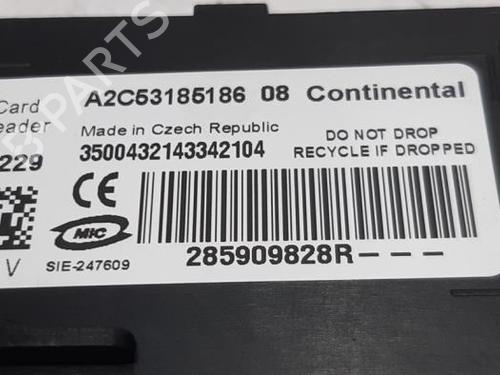 B PARTS
Card
A2C53185186 08 Continental
eader
Made in Czech Republic
229
3500432143342104
DO NOT DROP
RECYCLE IF DROPPED
CE
MIC
V
SIE-247609
285909828R---